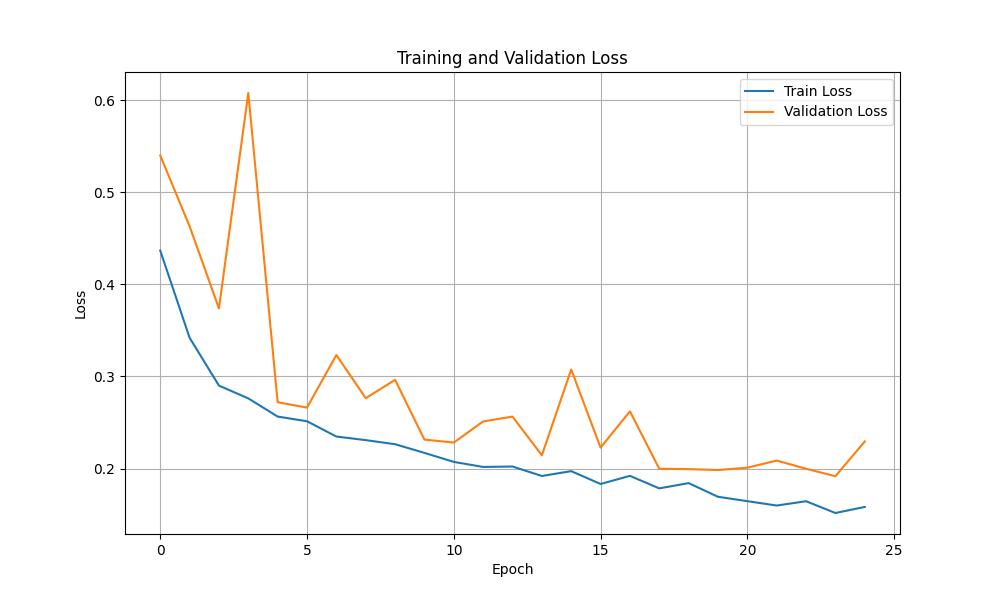 Training and Validation Loss
Train Loss
Validation Loss
0.6
0.5
0.4
0.3
0.2
Loss
0 5 10 15 20 25
Epoch